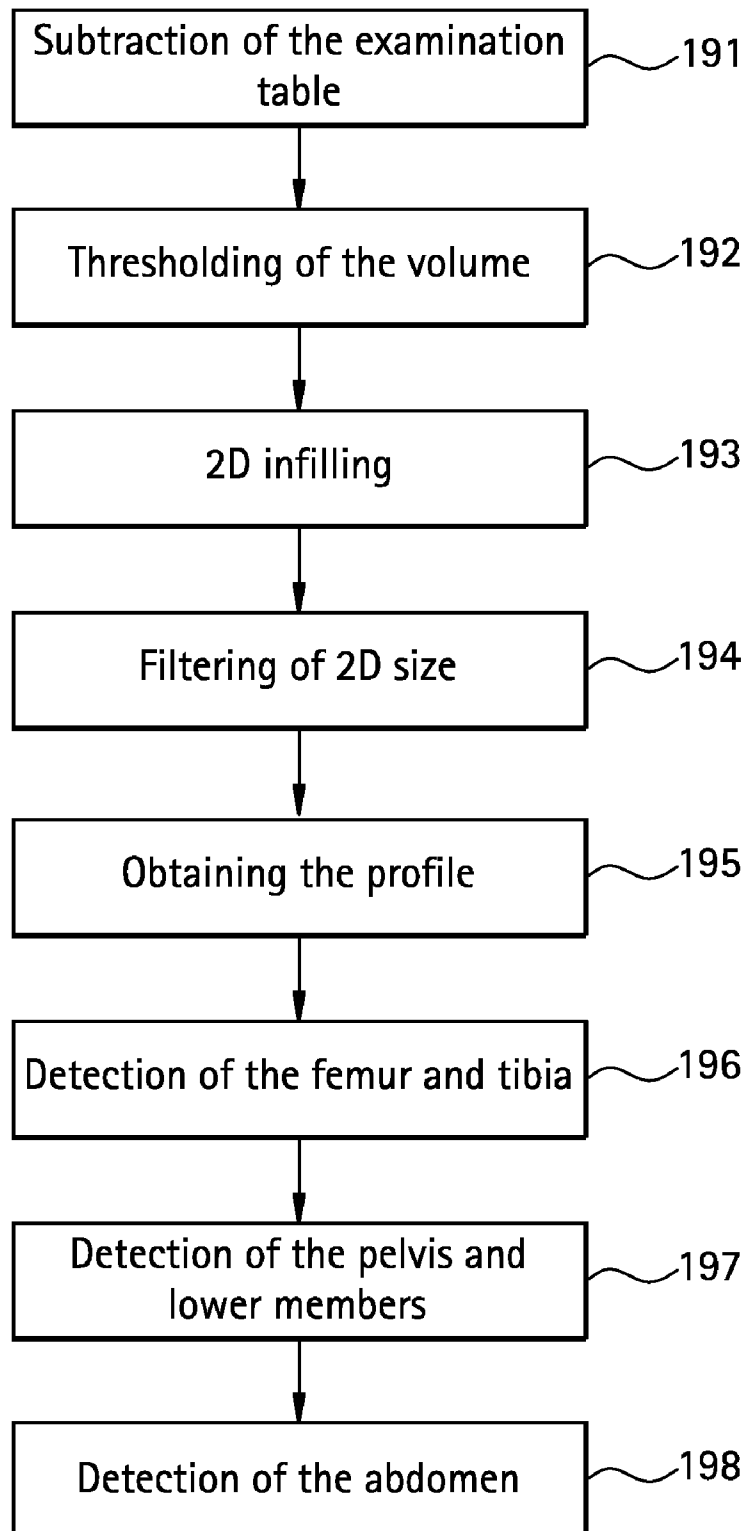 Subtraction of the examination
table
191
Thresholding of the volume
192
2D infilling
193
Filtering of 2D size
194
Obtaining the profile
195
Detection of the femur and tibia
196
Detection of the pelvis and
lower members
197
Detection of the abdomen
198